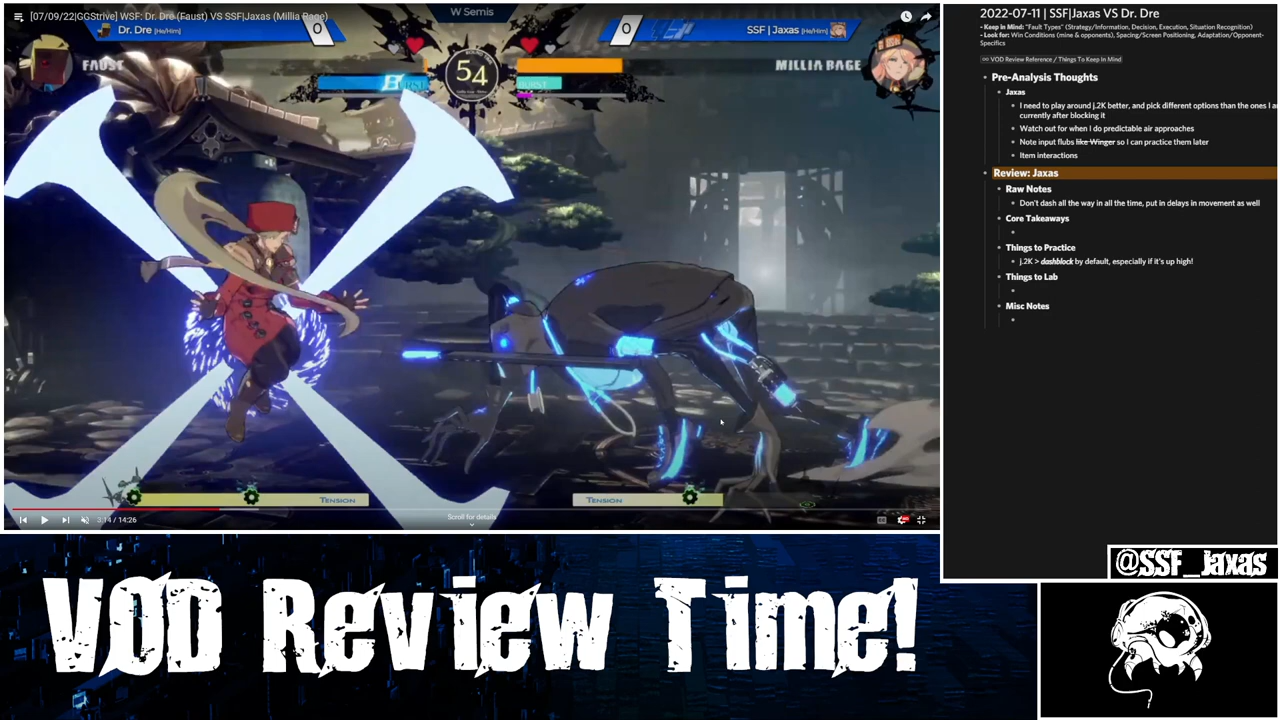 [07/09/22|GGStrive] WSF: Dr. Dre (Faust) VS SSF|Jaxas (Millia Rage)
W Semis
Dr. Dre [He/Him]
0
0
SSF | Jaxas [He/Him]
FAUST
54
MILLIA RAGE
BURST
BURST
TENSION
TENSION
3:14 / 14:26
Scroll for details
2022-07-11 | SSF|Jaxas VS Dr. Dre
- Keep in Mind: "Fault Types" (Strategy/Information, Decision, Execution, Situation Recognition)
- Look for: Win Conditions (mine & opponents), Spacing/Screen Positioning, Adaptation/Opponent-
Specifics
VOD Review Reference / Things To Keep In Mind
Pre-Analysis Thoughts
Jaxas
I need to play around j.2K better, and pick different options than the ones I a
currently after blocking it
Watch out for when I do predictable air approaches
Note input flubs like Winger so I can practice them later
Item interactions
Review: Jaxas
Raw Notes
Don't dash all the way in all the time, put in delays in movement as well
Core Takeaways
Things to Practice
j.2K > dashblock by default, especially if it's up high!
Things to Lab
Misc Notes
@SSF_Jaxas
VOD Review Time!